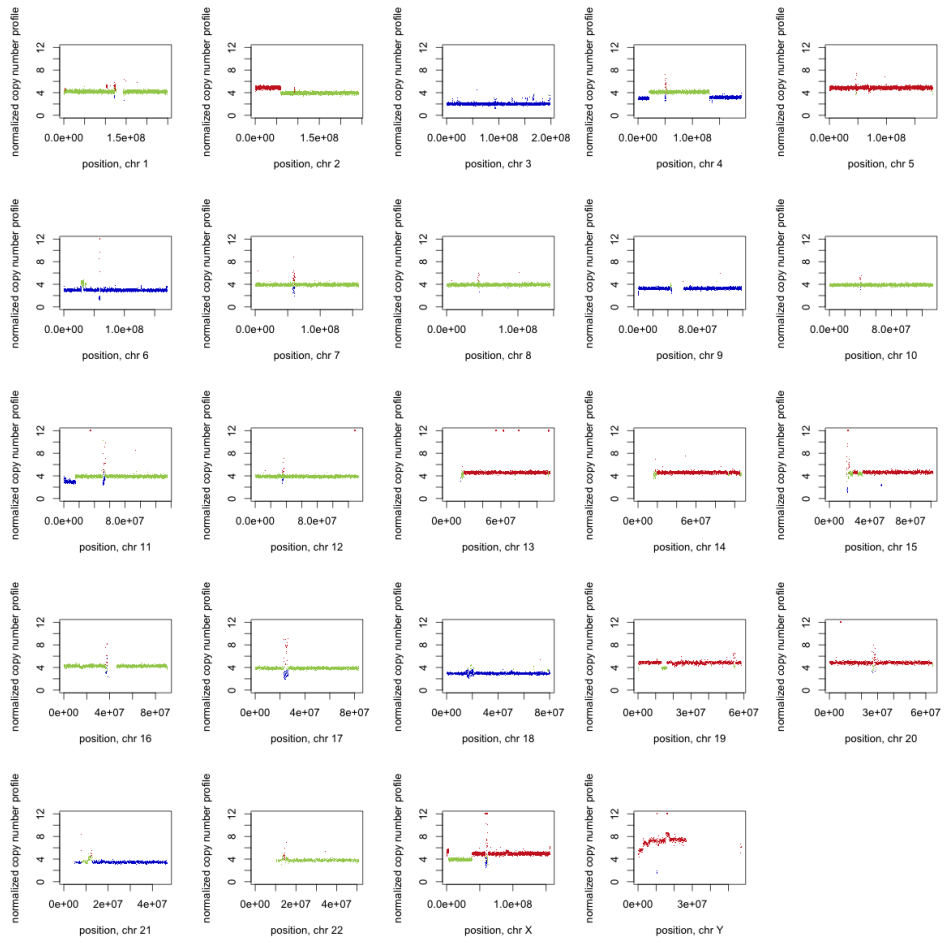 normalized copy number profile
0 4 8 12
0.0e+00 1.5e+08
position, chr 1
normalized copy number profile
0 4 8 12
0.0e+00 1.5e+08
position, chr 2
normalized copy number profile
0 4 8 12
0.0e+00 1.0e+08 2.0e+08
position, chr 3
normalized copy number profile
0 4 8 12
0.0e+00 1.0e+08
position, chr 4
normalized copy number profile
0 4 8 12
0.0e+00 1.0e+08
position, chr 5
normalized copy number profile
0 4 8 12
0.0e+00 1.0e+08
position, chr 6
normalized copy number profile
0 4 8 12
0.0e+00 1.0e+08
position, chr 7
normalized copy number profile
0 4 8 12
0.0e+00 1.0e+08
position, chr 8
normalized copy number profile
0 4 8 12
0.0e+00 8.0e+07
position, chr 9
normalized copy number profile
0 4 8 12
0.0e+00 8.0e+07
position, chr 10
normalized copy number profile
0 4 8 12
0.0e+00 8.0e+07
position, chr 11
normalized copy number profile
0 4 8 12
0.0e+00 8.0e+07
position, chr 12
normalized copy number profile
0 4 8 12
0e+00 6e+07
position, chr 13
normalized copy number profile
0 4 8 12
0e+00 6e+07
position, chr 14
normalized copy number profile
0 4 8 12
0e+00 4e+07 8e+07
position, chr 15
normalized copy number profile
0 4 8 12
0e+00 4e+07 8e+07
position, chr 16
normalized copy number profile
0 4 8 12
0e+00 4e+07 8e+07
position, chr 17
normalized copy number profile
0 4 8 12
0e+00 4e+07 8e+07
position, chr 18
normalized copy number profile
0 4 8 12
0e+00 3e+07 6e+07
position, chr 19
normalized copy number profile
0 4 8 12
0e+00 3e+07 6e+07
position, chr 20
normalized copy number profile
0 4 8 12
0e+00 2e+07 4e+07
position, chr 21
normalized copy number profile
0 4 8 12
0e+00 2e+07 4e+07
position, chr 22
normalized copy number profile
0 4 8 12
0.0e+00 1.0e+08
position, chr X
normalized copy number profile
0 4 8 12
0e+00 3e+07
position, chr Y